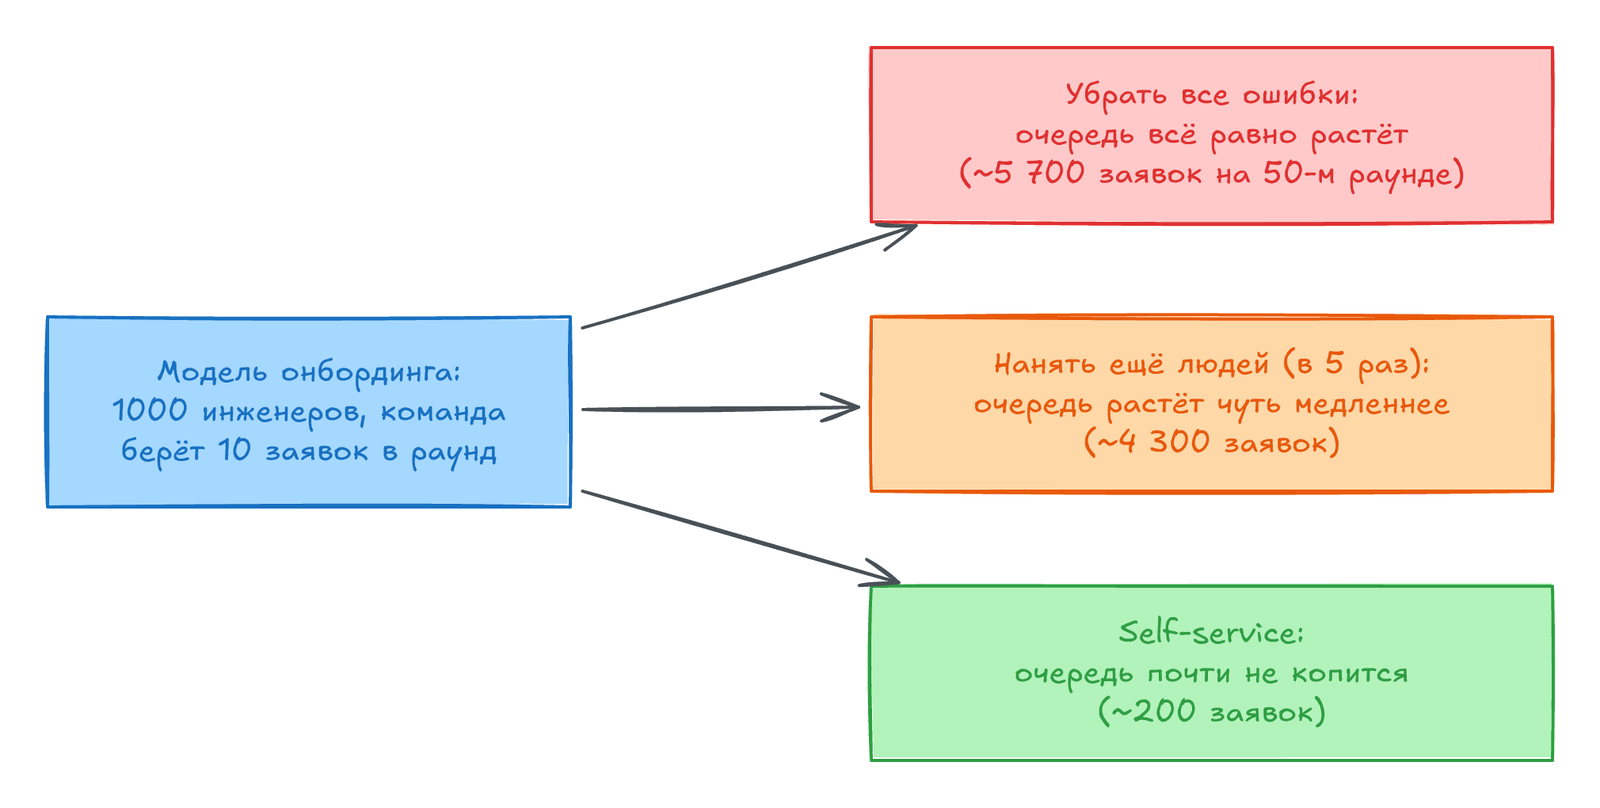 Убрать все ошибки:
очередь всё равно растёт
(~5 700 заявок на 50-м раунде)
Модель онбординга:
1000 инженеров, команда
берёт 10 заявок в раунд
Нанять ещё людей (в 5 раз):
очередь растёт чуть медленнее
(~4 300 заявок)
Self-service:
очередь почти не копится
(~200 заявок)